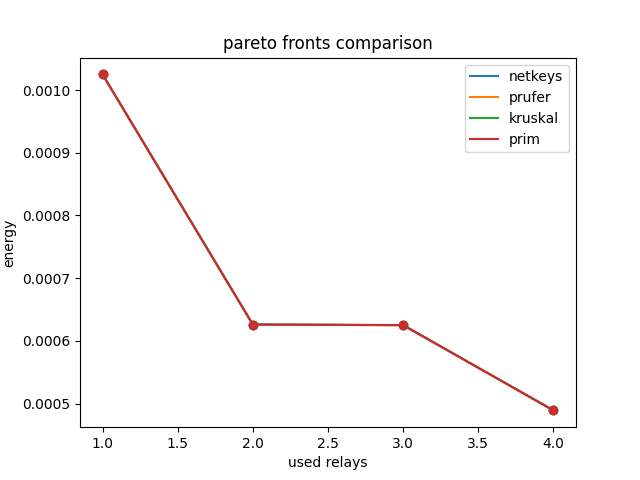 pareto fronts comparison
netkeys
prufer
kruskal
prim
0.0010
0.0009
0.0008
0.0007
0.0006
0.0005
energy
1.0 1.5 2.0 2.5 3.0 3.5 4.0
used relays